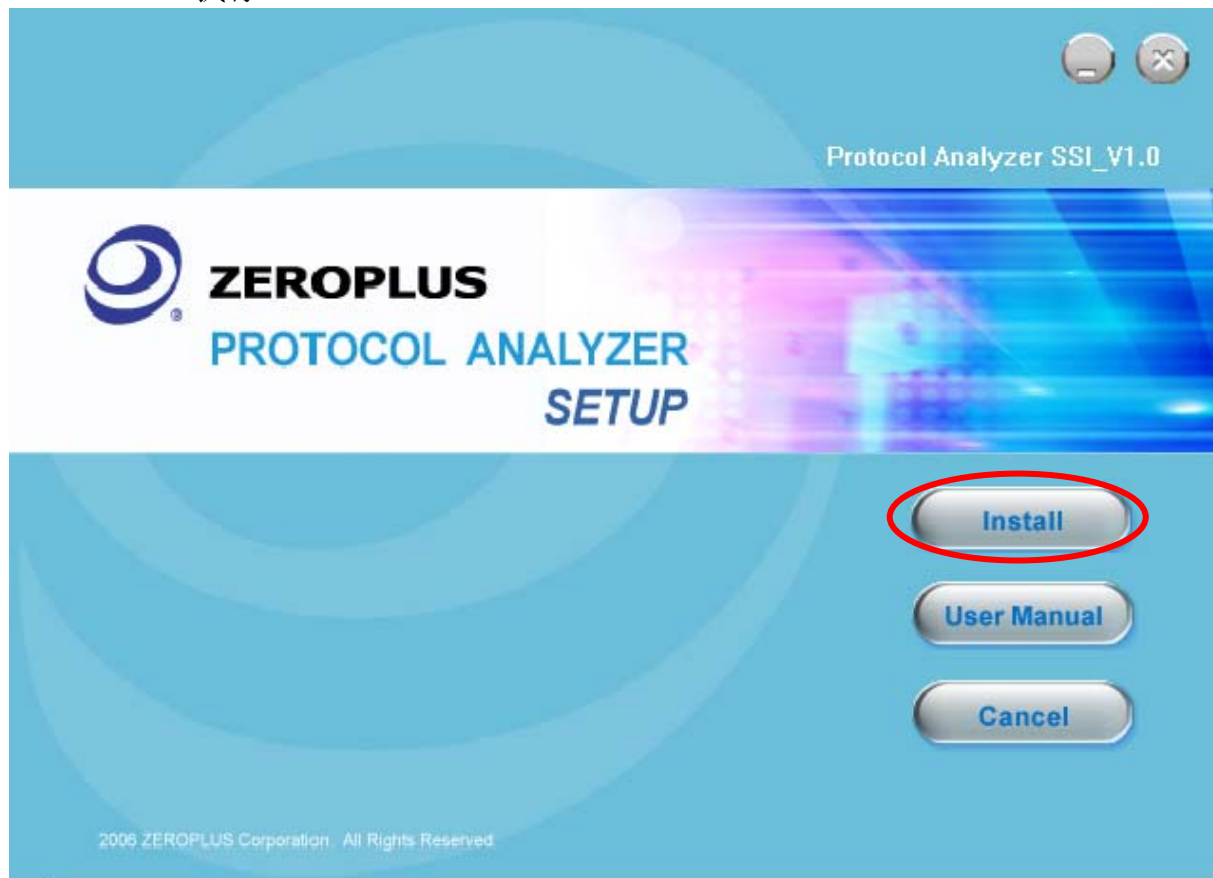 Protocol Analyzer SSI_V1.0
ZEROPLUS
®
PROTOCOL ANALYZER
SETUP
Install
User Manual
Cancel
2006 ZEROPLUS Corporation. All Rights Reserved